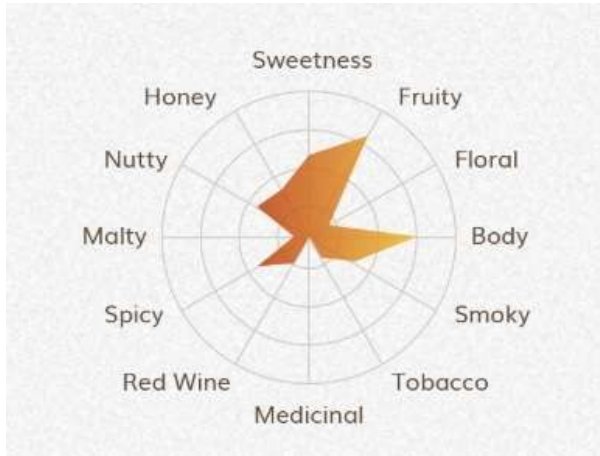 Sweetness
Honey
Fruity
Nutty
Floral
Malty
Body
Spicy
Smoky
Red Wine
Tobacco
Medicinal